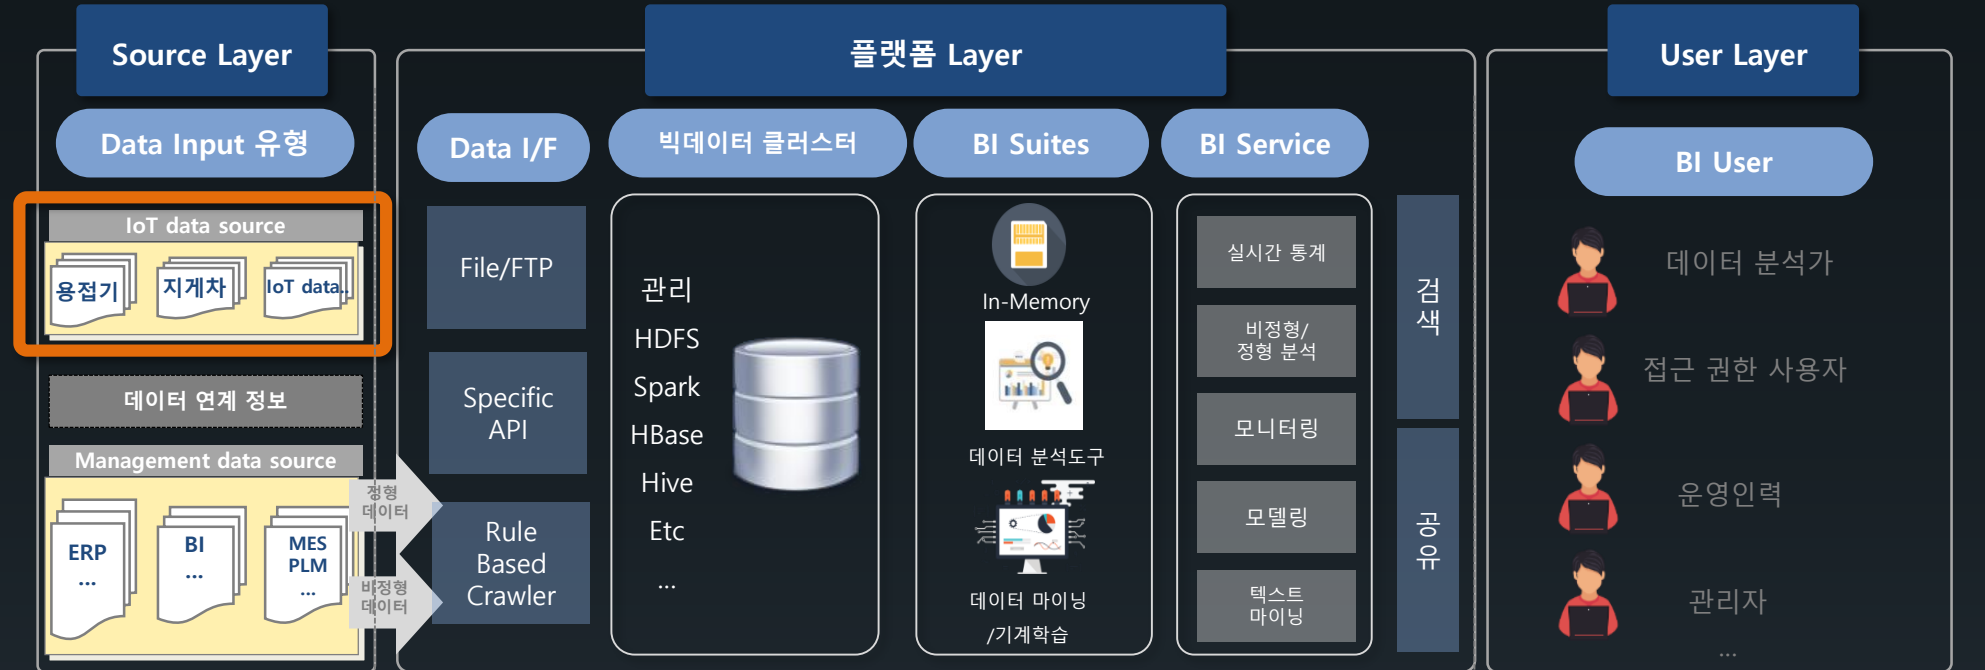 Source Layer
플랫폼 Layer
User Layer
Data Input 유형
Data I/F
빅데이터 클러스터
BI Suites
BI Service
BI User
IoT data source
용접기
지게차
IoT data..
데이터 연계 정보
Management data source
ERP
...
BI
...
MES
PLM
...
정형
데이터
비정형
데이터
File/FTP
Specific
API
Rule
Based
Crawler
관리
HDFS
Spark
HBase
Hive
Etc
...
In-Memory
데이터 분석도구
데이터 마이닝
/기계학습
실시간 통계
비정형/
정형 분석
모니터링
모델링
텍스트
마이닝
검
색
공
유
데이터 분석가
접근 권한 사용자
운영인력
관리자
...